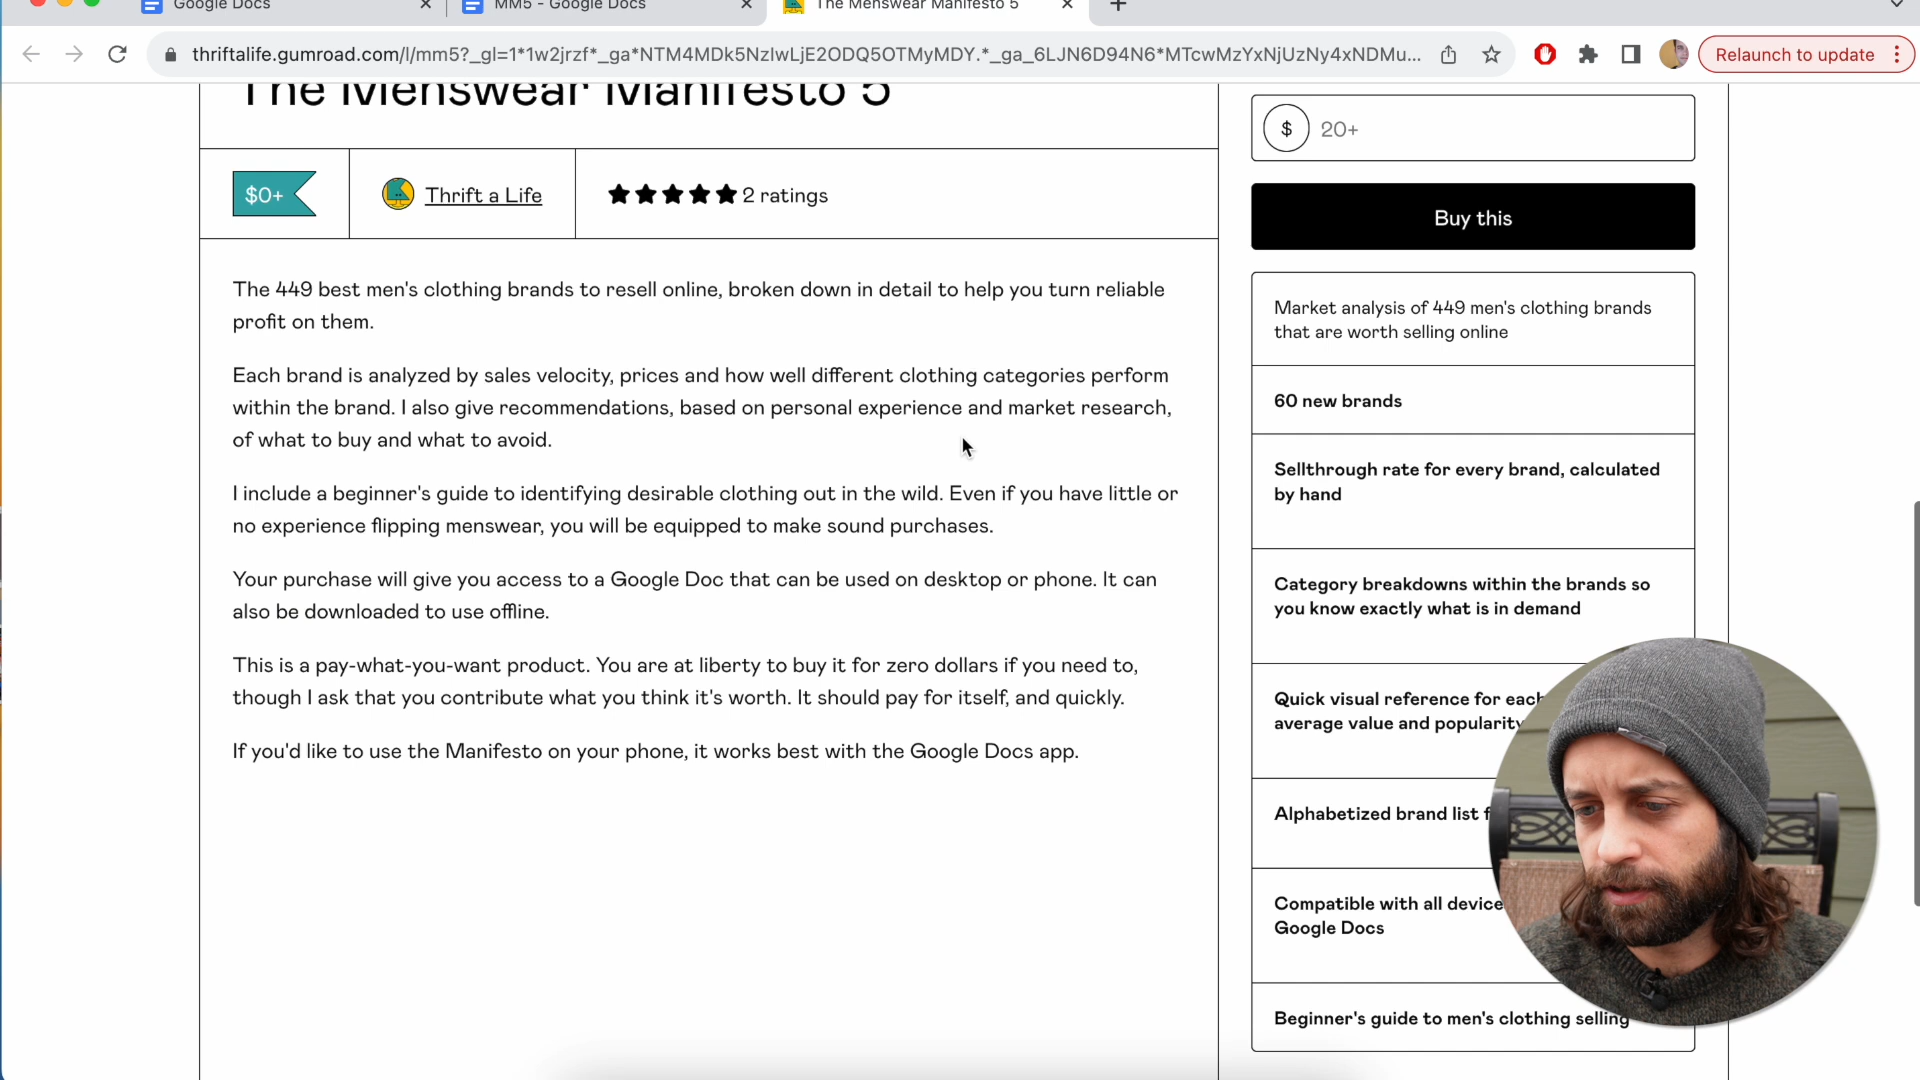 Google Docs
MM5 - Google Docs
The Menswear Manifesto 5
thriftalife.gumroad.com/l/mm5?_gl=1*1w2jrzf*_ga*NTM4MDk5NzIwLjE2ODQ5OTMyMDY.*_ga_6LJN6D94N6*MTcwMzYxNjUzNy4xNDMu...
Relaunch to update
The Menswear Manifesto 5
$0+
Thrift a Life
2 ratings
The 449 best men's clothing brands to resell online, broken down in detail to help you turn reliable
profit on them.
Each brand is analyzed by sales velocity, prices and how well different clothing categories perform
within the brand. I also give recommendations, based on personal experience and market research,
of what to buy and what to avoid.
I include a beginner's guide to identifying desirable clothing out in the wild. Even if you have little or
no experience flipping menswear, you will be equipped to make sound purchases.
Your purchase will give you access to a Google Doc that can be used on desktop or phone. It can
also be downloaded to use offline.
This is a pay-what-you-want product. You are at liberty to buy it for zero dollars if you need to,
though I ask that you contribute what you think it's worth. It should pay for itself, and quickly.
If you'd like to use the Manifesto on your phone, it works best with the Google Docs app.
$ 20+
Buy this
Market analysis of 449 men's clothing brands
that are worth selling online
60 new brands
Sellthrough rate for every brand, calculated
by hand
Category breakdowns within the brands so
you know exactly what is in demand
Quick visual reference for each
average value and popularity
Alphabetized brand list
Compatible with all device
Google Docs
Beginner's guide to men's clothing selling